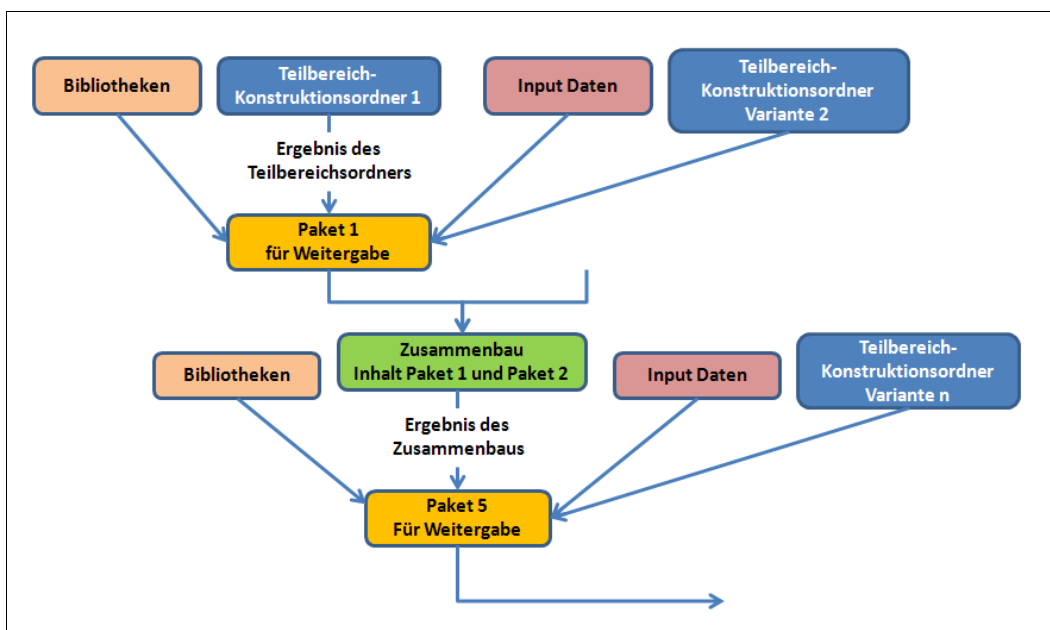 Bibliotheken
Teilbereich-
Konstruktionsordner 1
Input Daten
Teilbereich-
Konstruktionsordner
Variante 2
Ergebnis des
Teilbereichsordners
Paket 1
für Weitergabe
Zusammenbau
Inhalt Paket 1 und Paket 2
Bibliotheken
Input Daten
Teilbereich-
Konstruktionsordner
Variante n
Ergebnis des
Zusammenbaus
Paket 5
Für Weitergabe